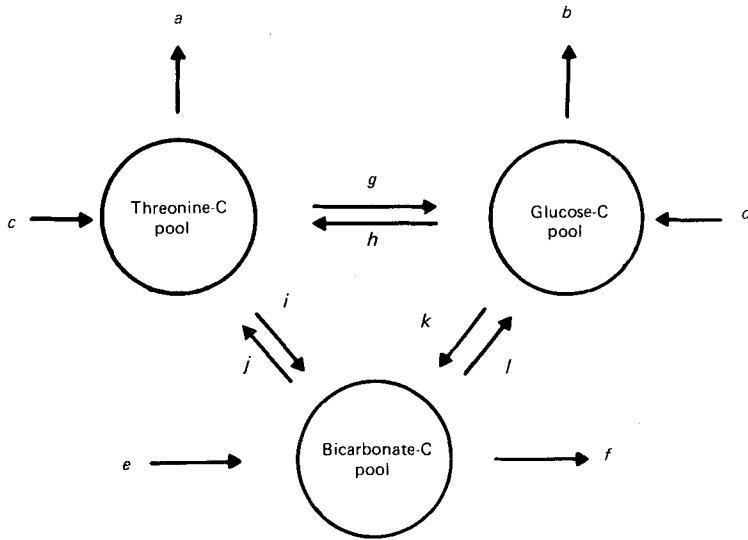 a
b
g
Threonine-C
pool
Glucose-C
pool
c
h
i
k
j
l
Bicarbonate-C
pool
e
f